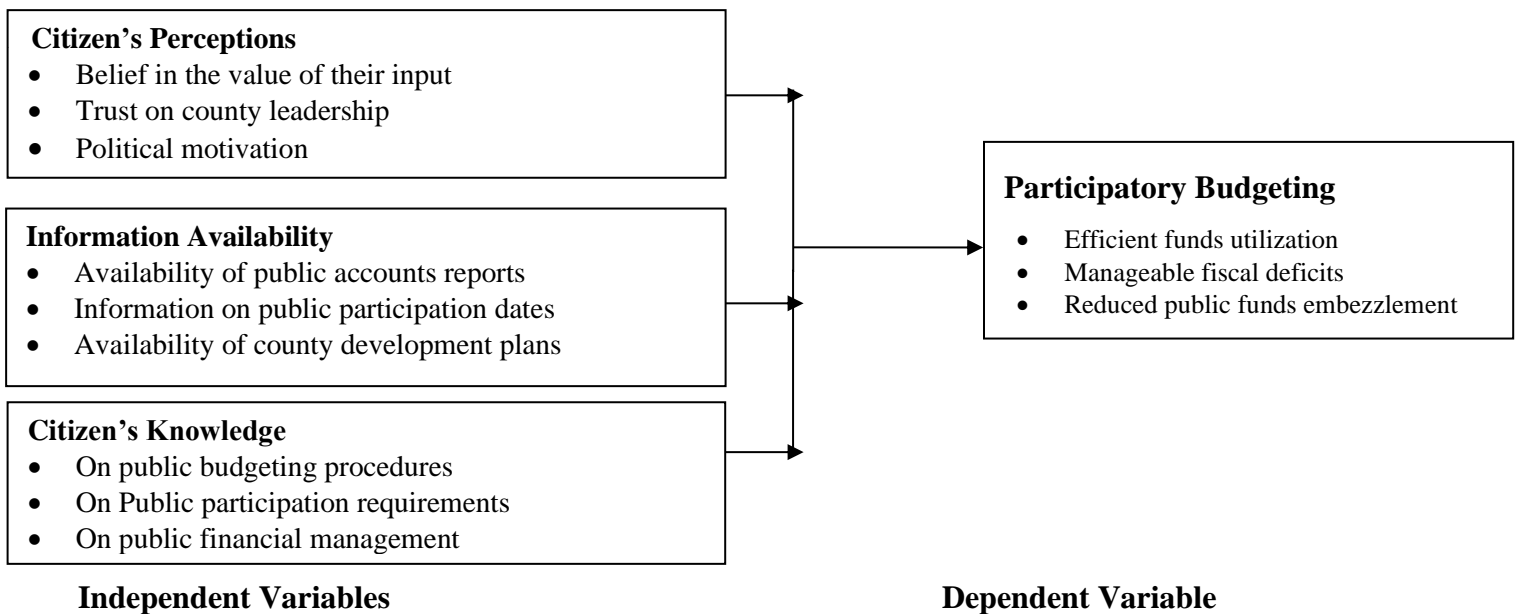 Citizen’s Perceptions
• Belief in the value of their input
• Trust on county leadership
• Political motivation
Information Availability
• Availability of public accounts reports
• Information on public participation dates
• Availability of county development plans
Citizen’s Knowledge
• On public budgeting procedures
• On Public participation requirements
• On public financial management
Independent Variables
Participatory Budgeting
• Efficient funds utilization
• Manageable fiscal deficits
• Reduced public funds embezzlement
Dependent Variable